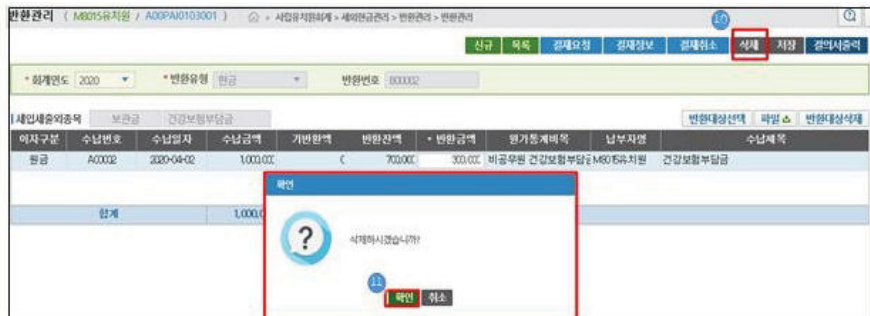 반환관리 ( M8015유치원 / A00PAI0103001 ) > 사립유치원회계 > 세외현금관리 > 반환관리 > 반환관리
10
신규 목록 결재요청 결재정보 결재취소 삭제 저장 결의서출력
* 회계연도 2020 * 반환유형 현금 반환번호 B00002
세입세출외종목 보관금 건강보험부담금 반환대상선택 파일 반환대상삭제
이자구분 수납번호 수납일자 수납금액 기반환액 반환잔액 * 반환금액 원가통계비목 납부자명 수납제목
원금 A00002 2020-04-02 1,000,00 0 700,00 300,00 비공무원 건강보험부담금 M8015유치원 건강보험부담금
합계 1,000,0
확인
?
삭제하시겠습니까?
11
확인 취소